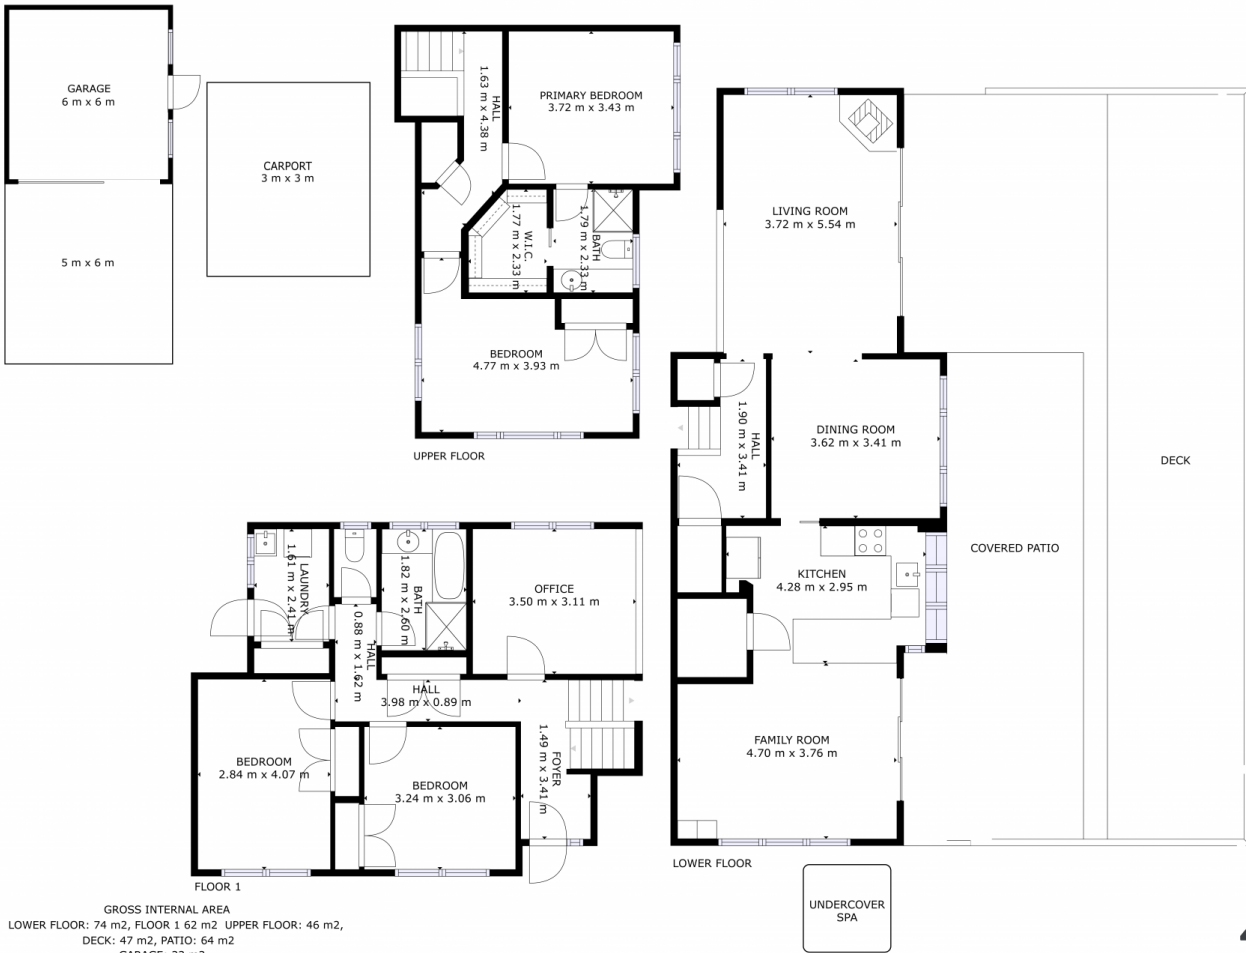 GARAGE
6 m x 6 m
5 m x 6 m
CARPORT
3 m x 3 m
HALL
1.63 m x 4.38 m
PRIMARY BEDROOM
3.72 m x 3.43 m
W.I.C.
1.77 m x 2.33 m
BATH
1.79 m x 2.33 m
BEDROOM
4.77 m x 3.93 m
UPPER FLOOR
LIVING ROOM
3.72 m x 5.54 m
HALL
1.90 m x 3.41 m
DINING ROOM
3.62 m x 3.41 m
DECK
COVERED PATIO
KITCHEN
4.28 m x 2.95 m
FAMILY ROOM
4.70 m x 3.76 m
LOWER FLOOR
UNDERCOVER
SPA
LAUNDRY
1.61 m x 2.41 m
HALL
0.88 m x 1.62 m
BATH
1.82 m x 2.60 m
OFFICE
3.50 m x 3.11 m
HALL
3.98 m x 0.89 m
FOYER
1.49 m x 3.41 m
BEDROOM
2.84 m x 4.07 m
BEDROOM
3.24 m x 3.06 m
FLOOR 1
GROSS INTERNAL AREA
LOWER FLOOR: 74 m2, FLOOR 1 62 m2 UPPER FLOOR: 46 m2,
DECK: 47 m2, PATIO: 64 m2